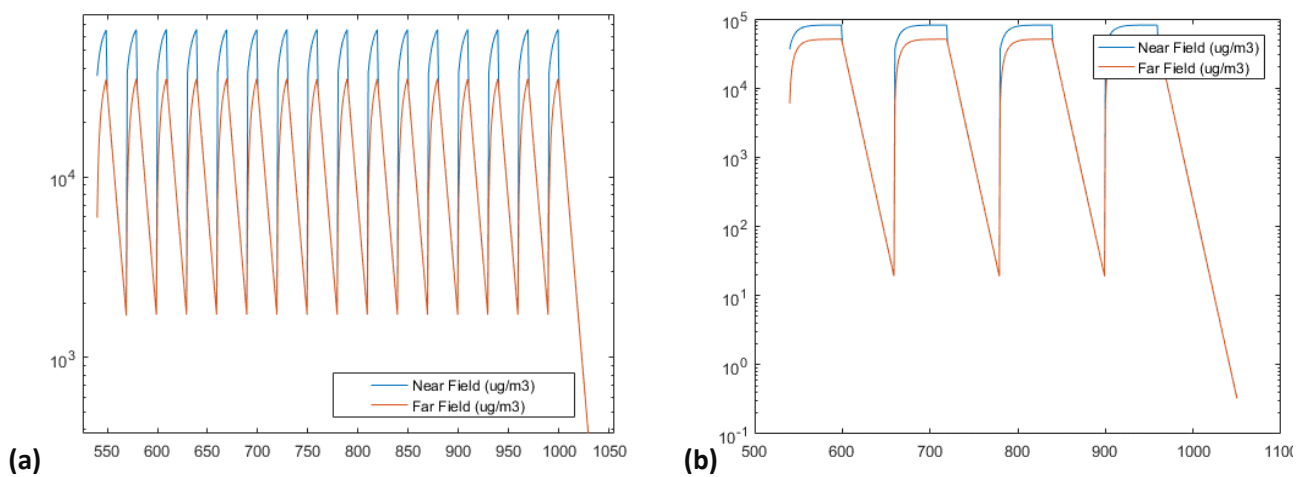 10^4
10^3
Near Field (ug/m3)
Far Field (ug/m3)
550 600 650 700 750 800 850 900 950 1000 1050
(a)
10^5
10^4
10^3
10^2
10^1
10^0
10^-1
Near Field (ug/m3)
Far Field (ug/m3)
500 600 700 800 900 1000 1100
(b)